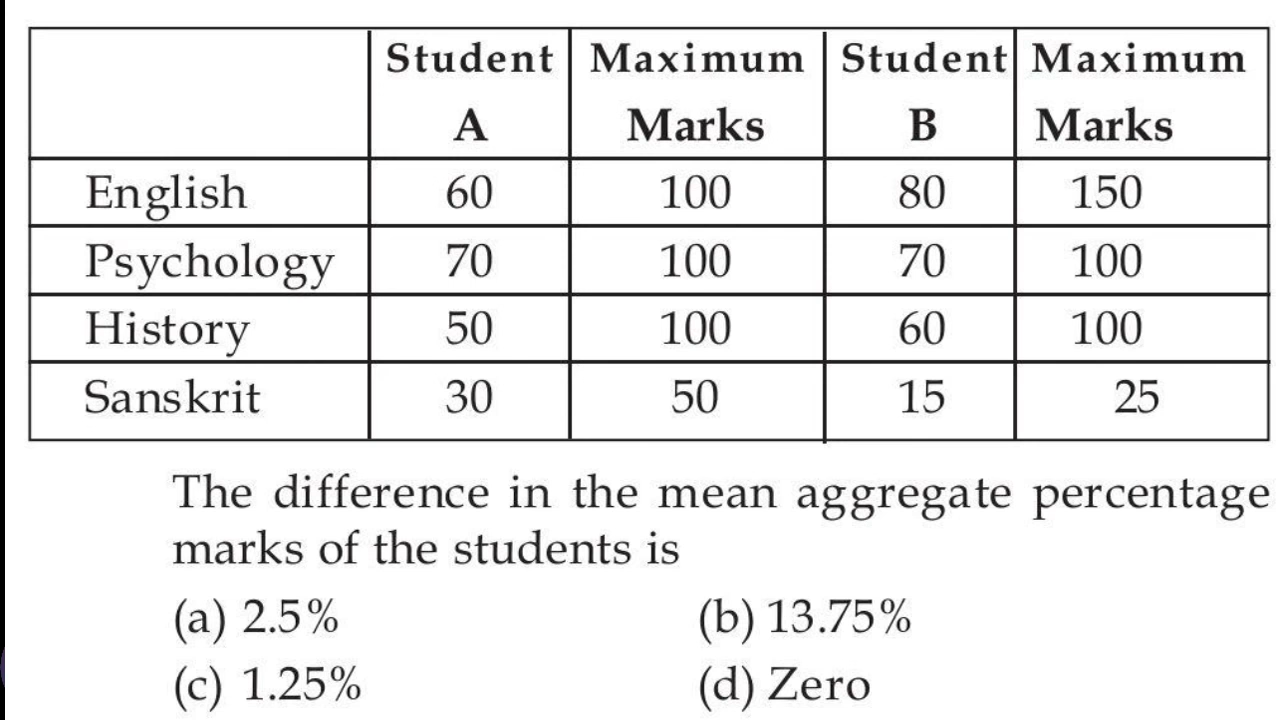 Student Maximum Student Maximum
A Marks B Marks
English 60 100 80 150
Psychology 70 100 70 100
History 50 100 60 100
Sanskrit 30 50 15 25
The difference in the mean aggregate percentage
marks of the students is
(a) 2.5% (b) 13.75%
(c) 1.25% (d) Zero